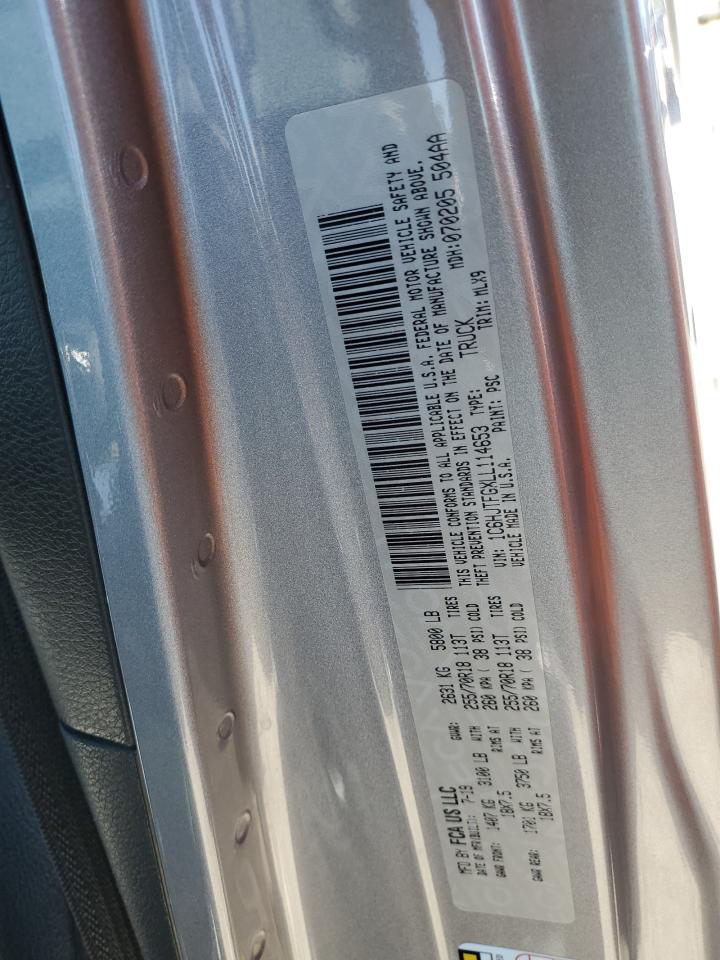 MFD BY FCA US LLC
DATE OF MFR(BUILT): 7-19 GVWR: 2631 KG 5800 LB
GAWR FRONT: 1407 KG 3100 LB WITH 255/70R18 113T TIRES
18X7.5 RIMS AT 260 KPA ( 38 PSI) COLD
GAWR REAR: 1701 KG 3750 LB WITH 255/70R18 113T TIRES
18X7.5 RIMS AT 260 KPA ( 38 PSI) COLD
THIS VEHICLE CONFORMS TO ALL APPLICABLE U.S.A. FEDERAL MOTOR VEHICLE SAFETY AND
THEFT PREVENTION STANDARDS IN EFFECT ON THE DATE OF MANUFACTURE SHOWN ABOVE.
VIN: 1C6HJTFGXLL114653 TYPE: TRUCK MDH:070205 504AA
VEHICLE MADE IN U.S.A. PAINT: PSC TRIM: MLX9